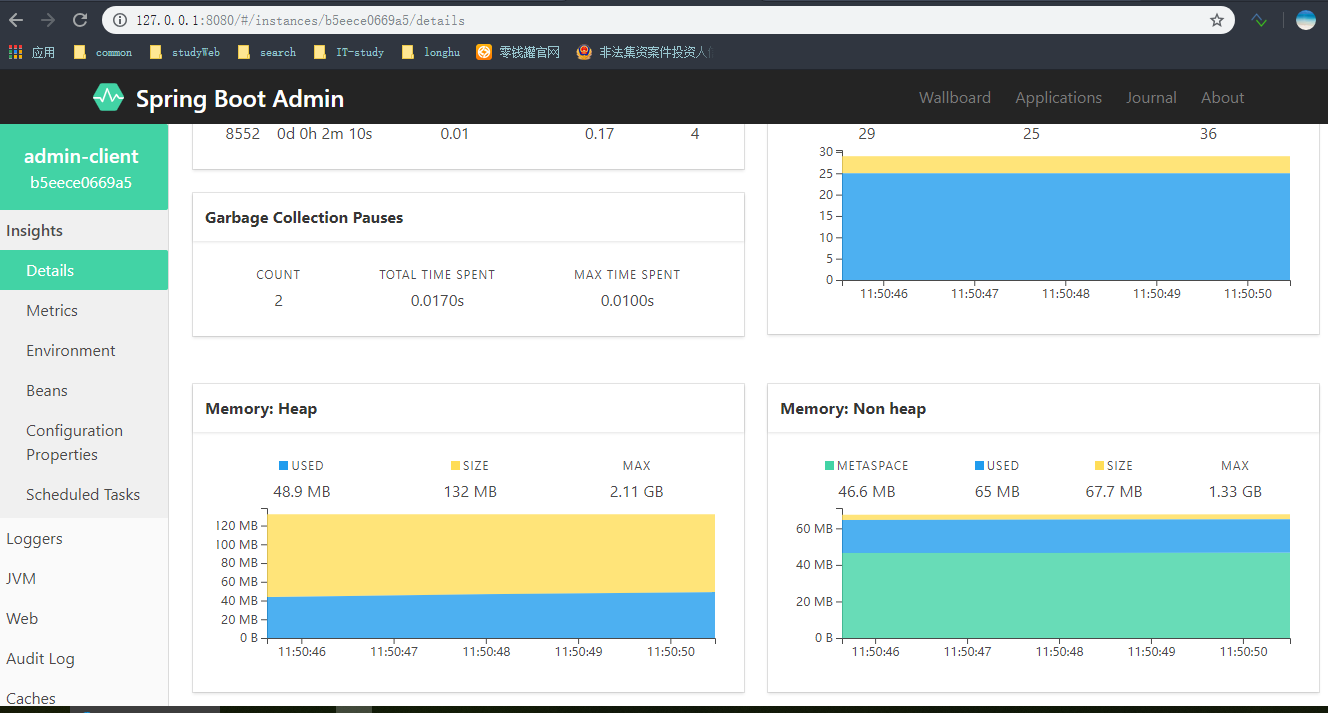 127.0.0.1:8080/#/instances/b5eece0669a5/details
应用 common studyWeb search IT-study longhu 零钱罐官网 非法集资案件投资人
Spring Boot Admin Wallboard Applications Journal About
admin-client
b5eece0669a5
Insights
Details
Metrics
Environment
Beans
Configuration
Properties
Scheduled Tasks
Loggers
JVM
Web
Audit Log
Caches
8552 0d 0h 2m 10s 0.01 0.17 4
29 25 36
30
25
20
15
10
5
0
11:50:46 11:50:47 11:50:48 11:50:49 11:50:50
Garbage Collection Pauses
COUNT TOTAL TIME SPENT MAX TIME SPENT
2 0.0170s 0.0100s
Memory: Heap
USED SIZE MAX
48.9 MB 132 MB 2.11 GB
120 MB
100 MB
80 MB
60 MB
40 MB
20 MB
0 B
11:50:46 11:50:47 11:50:48 11:50:49 11:50:50
Memory: Non heap
METASPACE USED SIZE MAX
46.6 MB 65 MB 67.7 MB 1.33 GB
60 MB
40 MB
20 MB
0 B
11:50:46 11:50:47 11:50:48 11:50:49 11:50:50